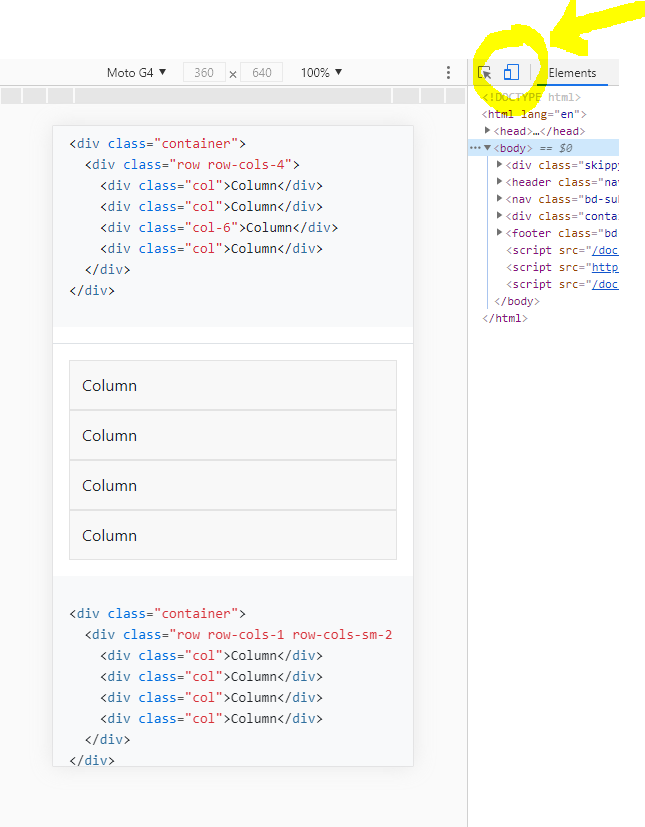 Moto G4 ▼ 360 × 640 100% ▼
Elements
<div class="container">
<div class="row row-cols-4">
<div class="col">Column</div>
<div class="col">Column</div>
<div class="col-6">Column</div>
<div class="col">Column</div>
</div>
</div>
Column
Column
Column
Column
<div class="container">
<div class="row row-cols-1 row-cols-sm-2
<div class="col">Column</div>
<div class="col">Column</div>
<div class="col">Column</div>
<div class="col">Column</div>
</div>
</div>
<!DOCTYPE html>
<html lang="en">
<head>…</head>
<body> == $0
<div class="skippy
<header class="nav
<nav class="bd-sub
<div class="contai
<footer class="bd
<script src="/doc
<script src="http
<script src="/doc
</body>
</html>